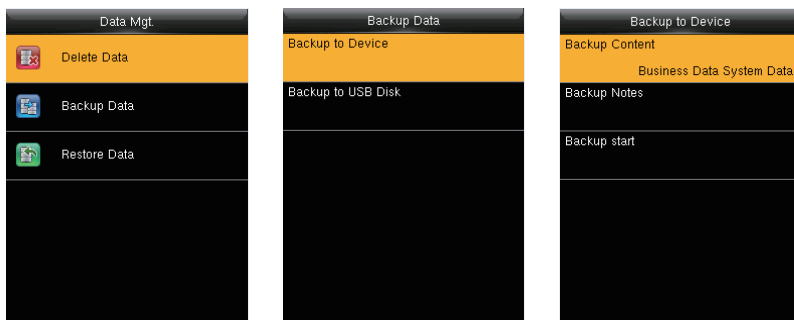 Data Mgt.
Delete Data
Backup Data
Restore Data
Backup Data
Backup to Device
Backup to USB Disk
Backup to Device
Backup Content
Business Data System Data
Backup Notes
Backup start